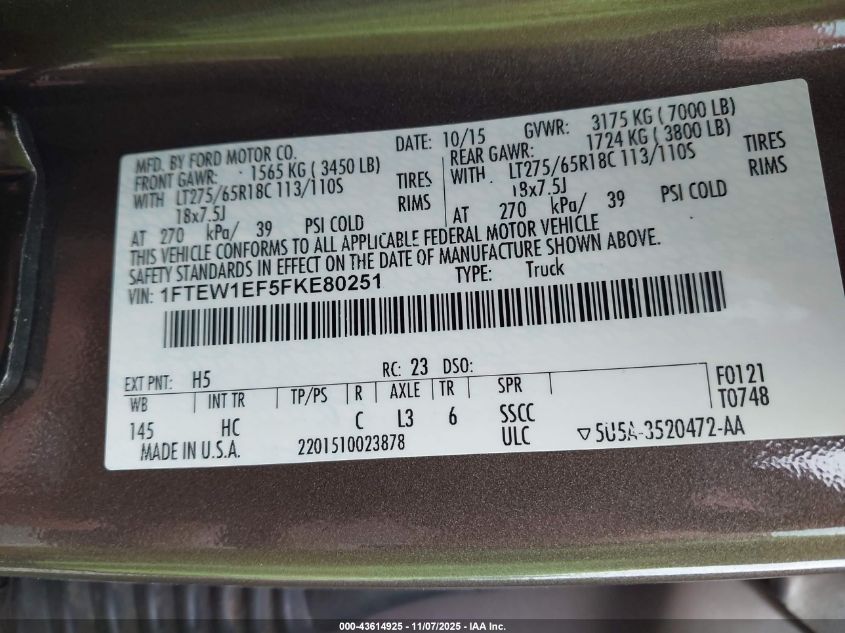 MFD. BY FORD MOTOR CO.
DATE: 10/15 GVWR: 3175 KG ( 7000 LB)
FRONT GAWR: 1565 KG ( 3450 LB)
REAR GAWR: 1724 KG ( 3800 LB)
WITH LT275/65R18C 113/110S TIRES
WITH LT275/65R18C 113/110S TIRES
18x7.5J RIMS
18x7.5J RIMS
AT 270 kPa/ 39 PSI COLD
AT 270 kPa/ 39 PSI COLD
THIS VEHICLE CONFORMS TO ALL APPLICABLE FEDERAL MOTOR VEHICLE
SAFETY STANDARDS IN EFFECT ON THE DATE OF MANUFACTURE SHOWN ABOVE.
VIN: 1FTEW1EF5FKE80251 TYPE: Truck
EXT PNT: H5 RC: 23 DSO:
WB INT TR TP/PS R AXLE TR SPR F0121
T0748
145 HC C L3 6 SSCC
MADE IN U.S.A. 2201510023878 ULC ▽5U5A-3520472-AA
000-43614925 - 11/07/2025 - IAA Inc.